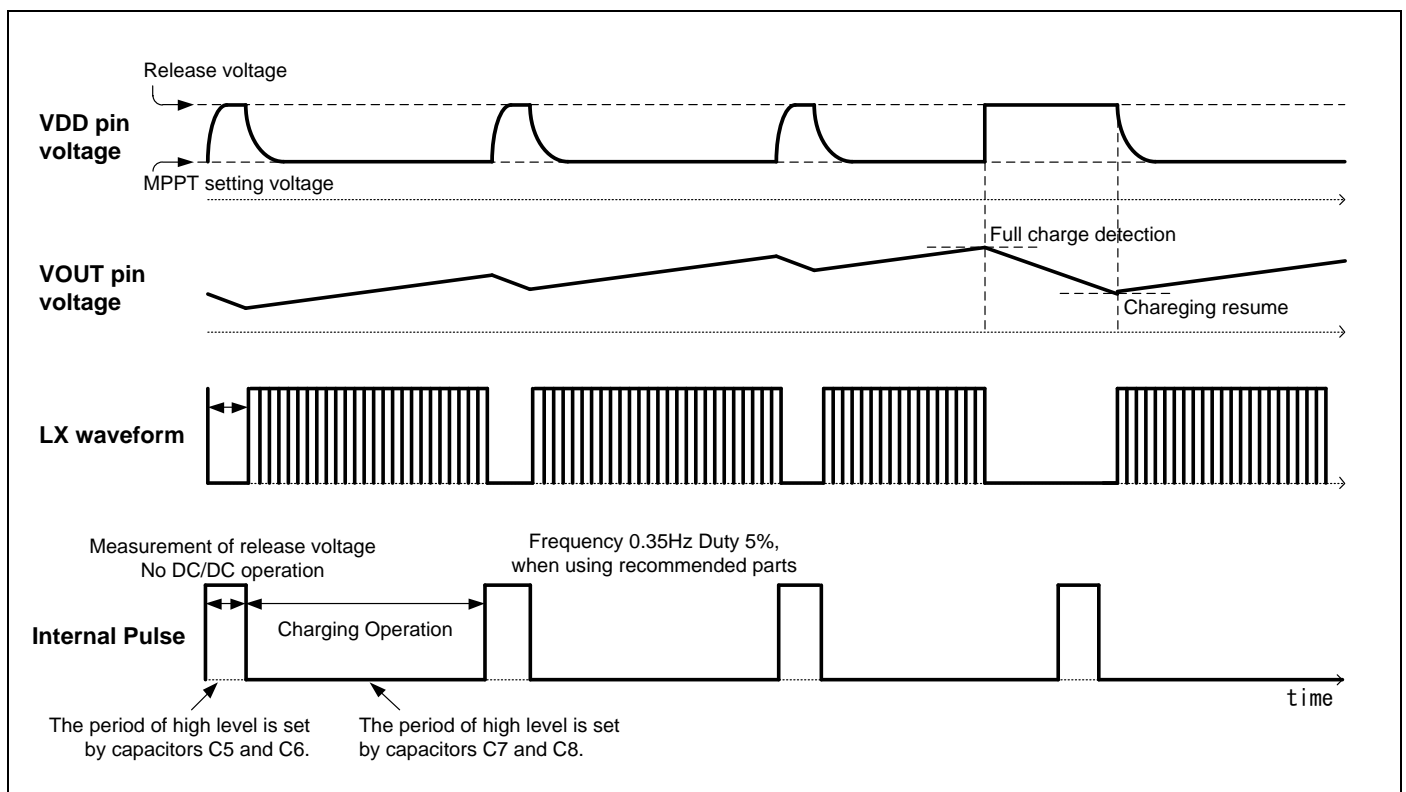 Release voltage
VDD pin
voltage
MPPT setting voltage
Full charge detection
VOUT pin
voltage
Chareging resume
LX waveform
Measurement of release voltage
No DC/DC operation
Frequency 0.35Hz Duty 5%,
when using recommended parts
Internal Pulse
Charging Operation
time
The period of high level is set
by capacitors C5 and C6.
The period of high level is set
by capacitors C7 and C8.